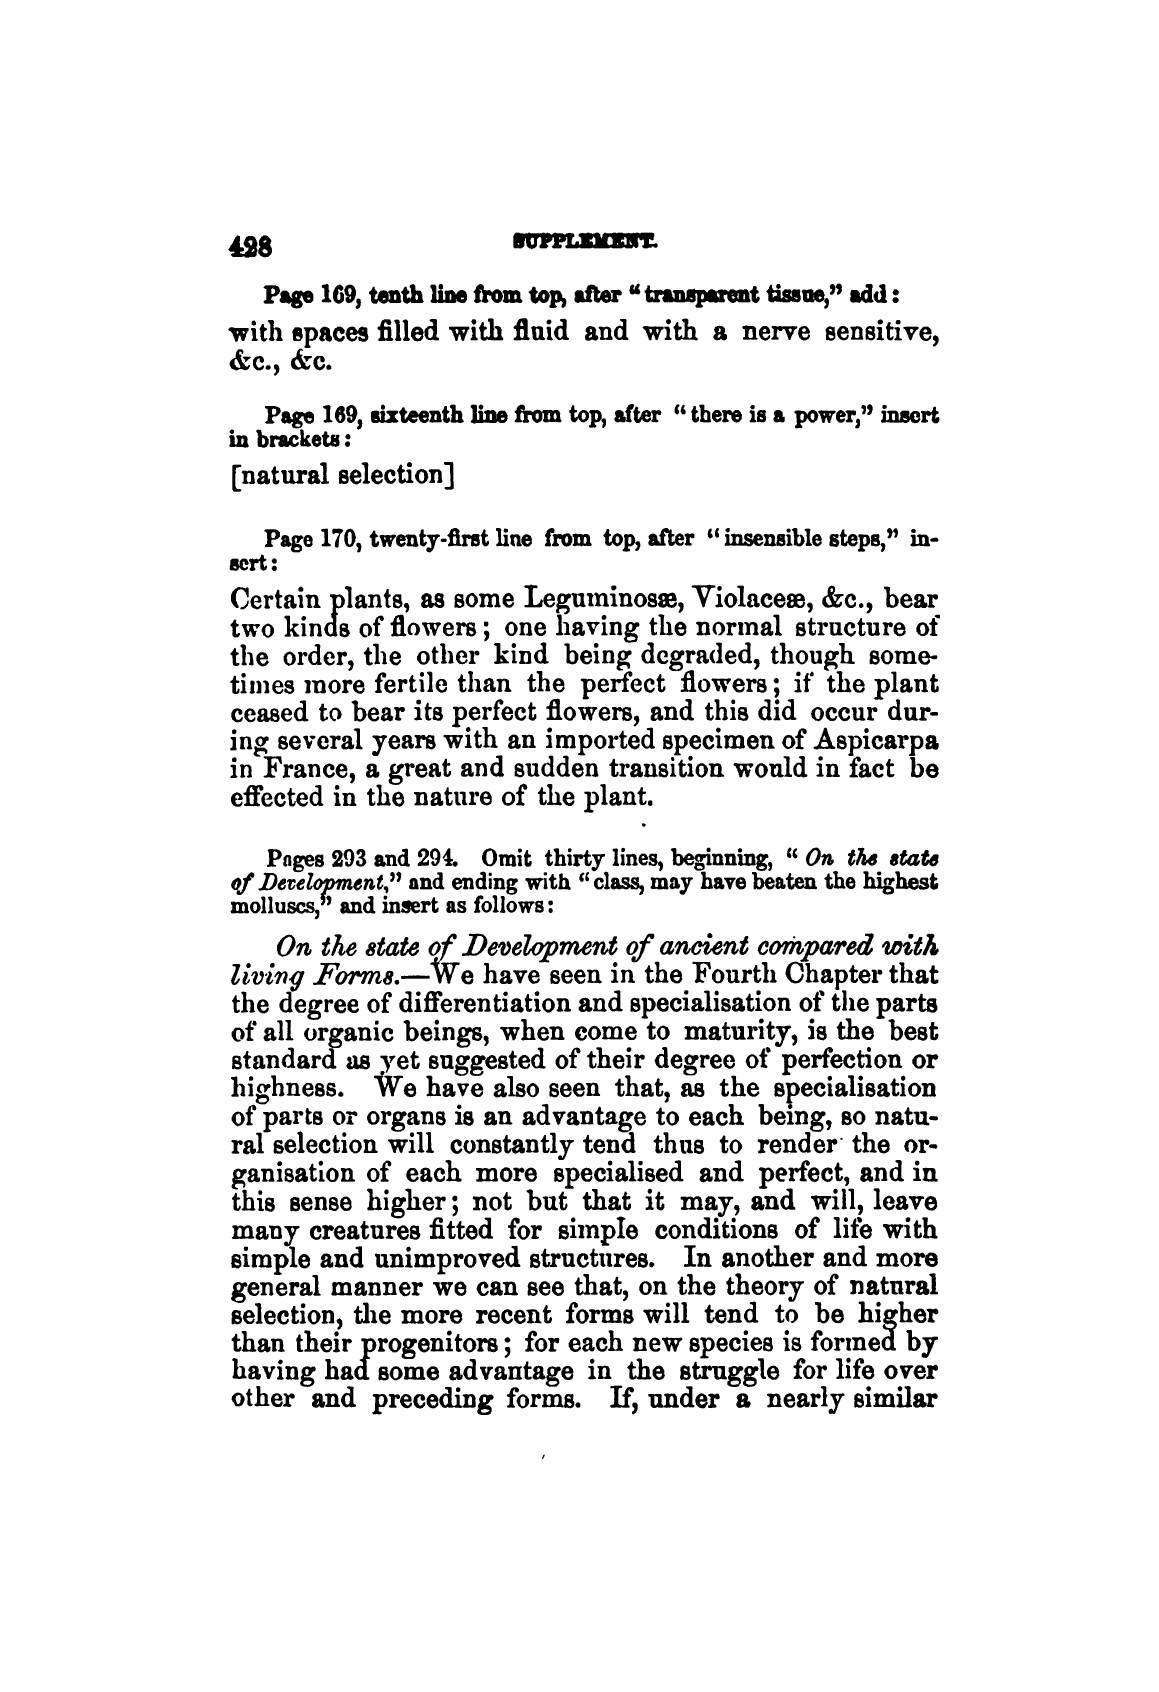 428 SUPPLEMENT.
Page 169, tenth line from top, after “transparent tissue,” add:
with spaces filled with fluid and with a nerve sensitive,
&c., &c.
Page 169, sixteenth line from top, after “there is a power,” insert
in brackets:
[natural selection]
Page 170, twenty-first line from top, after “insensible steps,” in-
sert:
Certain plants, as some Leguminosæ, Violaceæ, &c., bear
two kinds of flowers; one having the normal structure of
the order, the other kind being degraded, though some-
times more fertile than the perfect flowers; if the plant
ceased to bear its perfect flowers, and this did occur dur-
ing several years with an imported specimen of Aspicarpa
in France, a great and sudden transition would in fact be
effected in the nature of the plant.
Pages 293 and 294. Omit thirty lines, beginning, “On the state
of Development,” and ending with “class, may have beaten the highest
molluscs,” and insert as follows:
On the state of Development of ancient compared with
living Forms.—We have seen in the Fourth Chapter that
the degree of differentiation and specialisation of the parts
of all organic beings, when come to maturity, is the best
standard as yet suggested of their degree of perfection or
highness. We have also seen that, as the specialisation
of parts or organs is an advantage to each being, so natu-
ral selection will constantly tend thus to render the or-
ganisation of each more specialised and perfect, and in
this sense higher; not but that it may, and will, leave
many creatures fitted for simple conditions of life with
simple and unimproved structures. In another and more
general manner we can see that, on the theory of natural
selection, the more recent forms will tend to be higher
than their progenitors; for each new species is formed by
having had some advantage in the struggle for life over
other and preceding forms. If, under a nearly similar